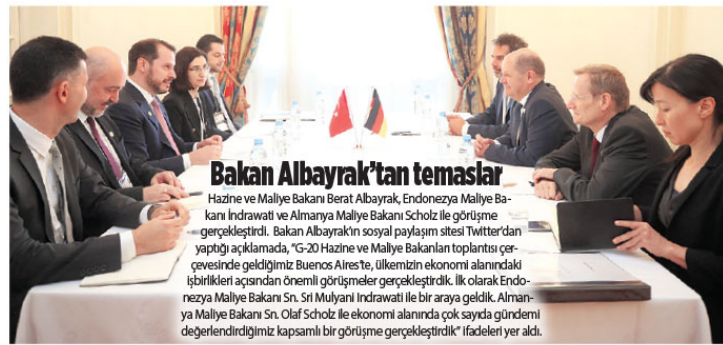 Bakan Albayrak'tan temaslar
Hazine ve Maliye Bakanı Berat Albayrak, Endonezya Maliye Ba-
kanı İndrawati ve Almanya Maliye Bakanı Scholz ile görüşme
gerçekleştirdi. Bakan Albayrak'ın sosyal paylaşım sitesi Twitter'dan
yaptığı açıklamada, "G-20 Hazine ve Maliye Bakanları toplantısı çer-
çevesinde geldiğimiz Buenos Aires'te, ülkemizin ekonomi alanındaki
işbirlikleri açısından önemli görüşmeler gerçekleştirdik. İlk olarak Endo-
nezya Maliye Bakanı Sn. Sri Mulyani Indrawati ile bir araya geldik. Alman-
ya Maliye Bakanı Sn. Olaf Scholz ile ekonomi alanında çok sayıda gündemi
değerlendirdiğimiz kapsamlı bir görüşme gerçekleştirdik" ifadeleri yer aldı.